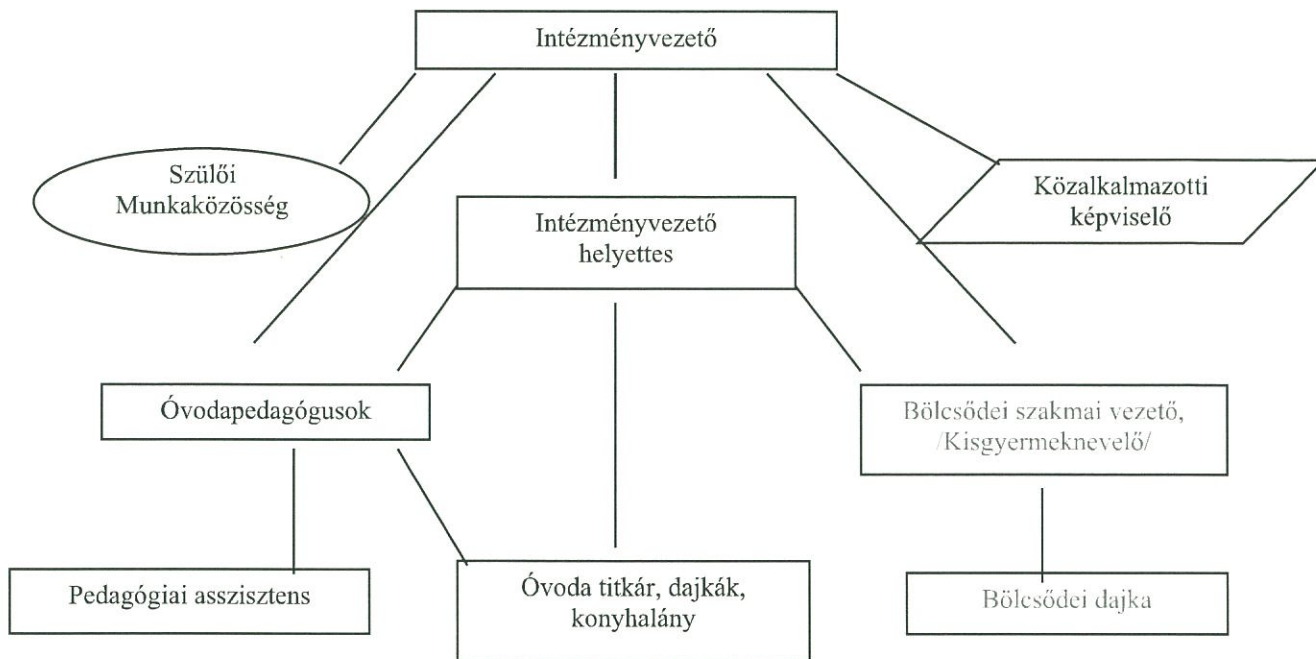 Intézményvezető
Szülői
Munkaközösség
Közalkalmazotti
képviselő
Intézményvezető
helyettes
Óvodapedagógusok
Bölcsődei szakmai vezető,
/Kisgyermeknevelő/
Pedagógiai asszisztens
Óvoda titkár, dajkák,
konyhalány
Bölcsődei dajka